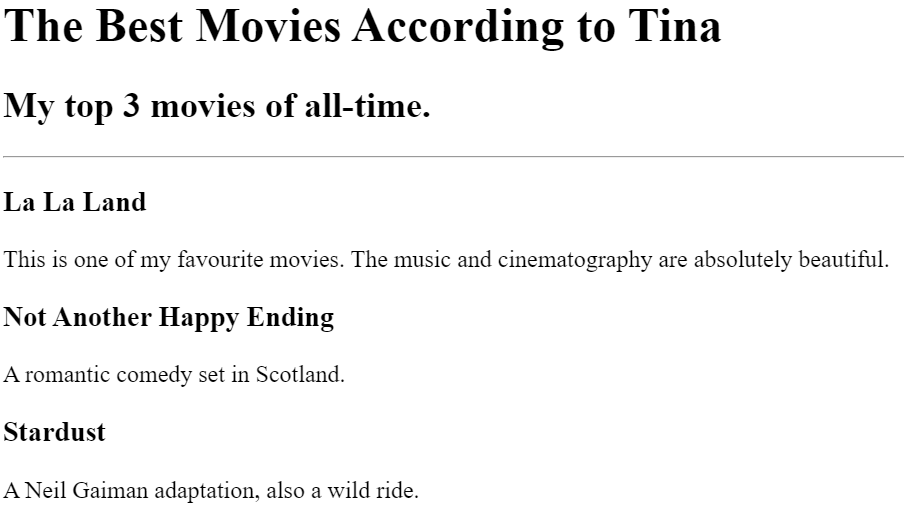 The Best Movies According to Tina
My top 3 movies of all-time.
La La Land
This is one of my favourite movies. The music and cinematography are absolutely beautiful.
Not Another Happy Ending
A romantic comedy set in Scotland.
Stardust
A Neil Gaiman adaptation, also a wild ride.